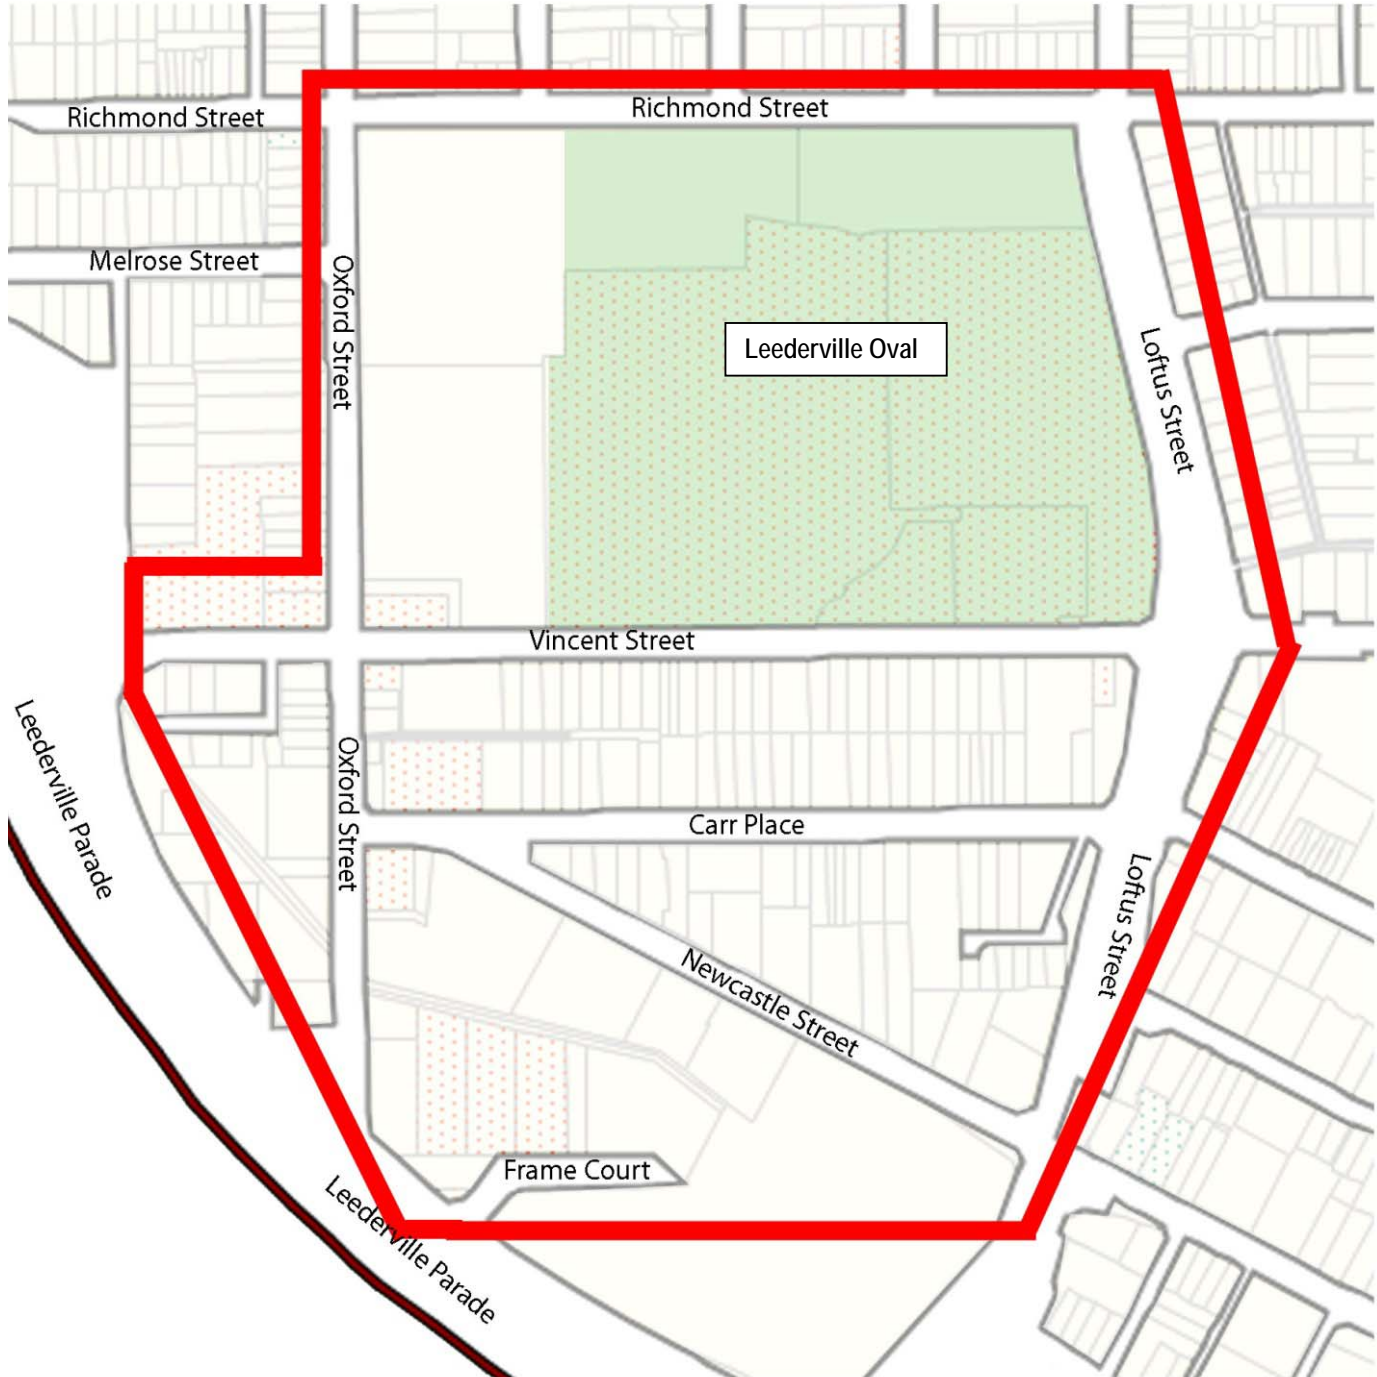 Richmond Street
Richmond Street
Melrose Street
Oxford Street
Leederville Oval
Loftus Street
Vincent Street
Leederville Parade
Oxford Street
Carr Place
Loftus Street
Newcastle Street
Frame Court
Leederville Parade